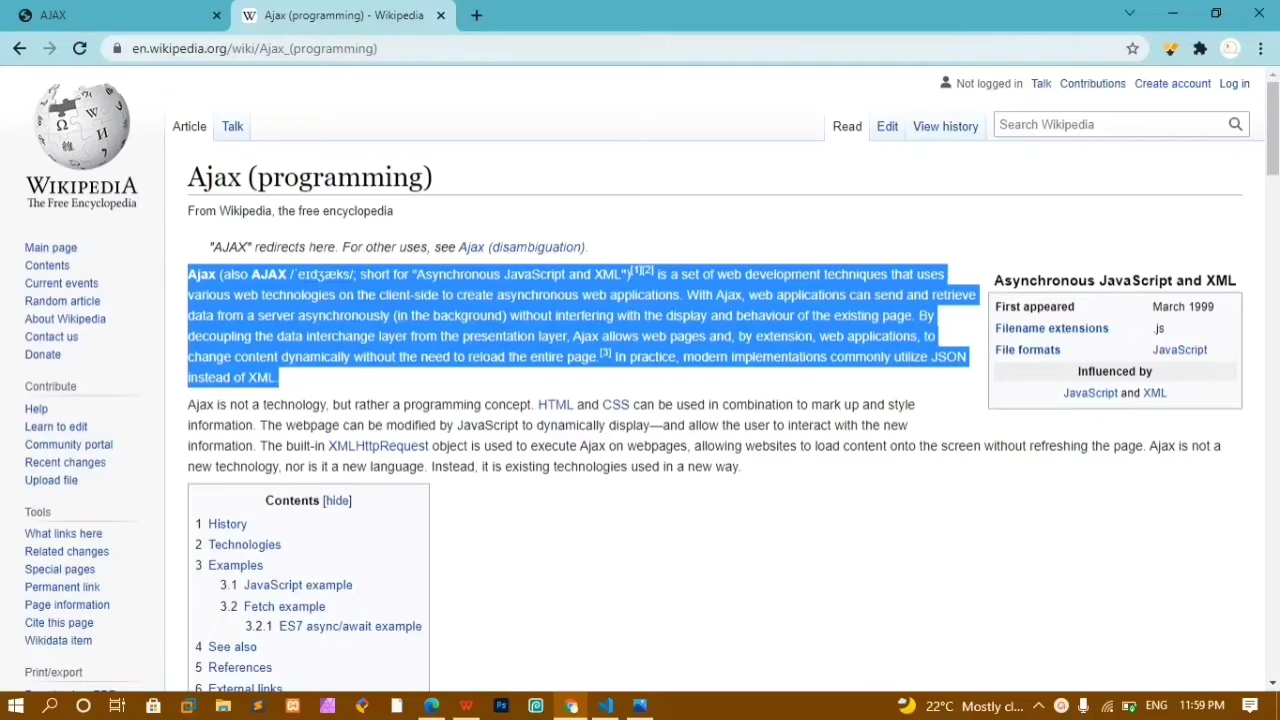 AJAX
Ajax (programming) - Wikipedia
en.wikipedia.org/wiki/Ajax_(programming)
Not logged in Talk Contributions Create account Log in
Article Talk Read Edit View history Search Wikipedia
WIKIPEDIA
The Free Encyclopedia
Ajax (programming)
From Wikipedia, the free encyclopedia
"AJAX" redirects here. For other uses, see Ajax (disambiguation).
Ajax (also AJAX /ˈeɪdʒæks/; short for "Asynchronous JavaScript and XML")[1][2] is a set of web development techniques that uses
various web technologies on the client-side to create asynchronous web applications. With Ajax, web applications can send and retrieve
data from a server asynchronously (in the background) without interfering with the display and behaviour of the existing page. By
decoupling the data interchange layer from the presentation layer, Ajax allows web pages and, by extension, web applications, to
change content dynamically without the need to reload the entire page.[3] In practice, modern implementations commonly utilize JSON
instead of XML.
Ajax is not a technology, but rather a programming concept. HTML and CSS can be used in combination to mark up and style
information. The webpage can be modified by JavaScript to dynamically display—and allow the user to interact with the new
information. The built-in XMLHttpRequest object is used to execute Ajax on webpages, allowing websites to load content onto the screen without refreshing the page. Ajax is not a
new technology, nor is it a new language. Instead, it is existing technologies used in a new way.
Asynchronous JavaScript and XML
First appeared March 1999
Filename extensions .js
File formats JavaScript
Influenced by
JavaScript and XML
Contents [hide]
1 History
2 Technologies
3 Examples
3.1 JavaScript example
3.2 Fetch example
3.2.1 ES7 async/await example
4 See also
5 References
6 External links
Main page
Contents
Current events
Random article
About Wikipedia
Contact us
Donate
Contribute
Help
Learn to edit
Community portal
Recent changes
Upload file
Tools
What links here
Related changes
Special pages
Permanent link
Page information
Cite this page
Wikidata item
Print/export
22°C Mostly cl... ENG 11:59 PM